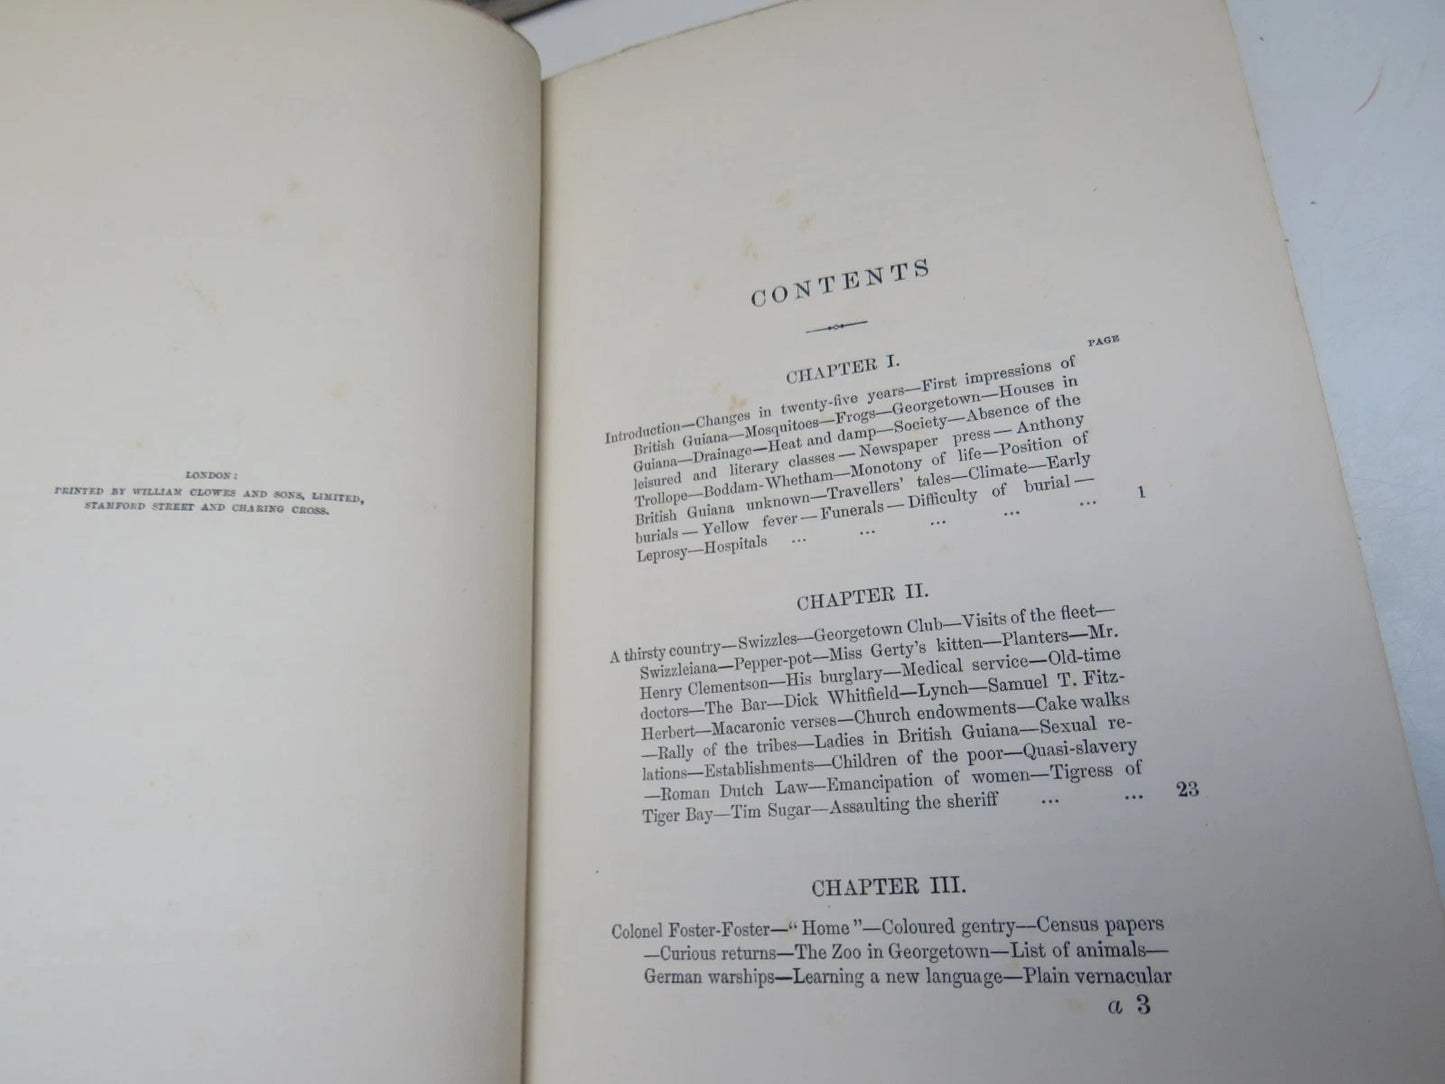 LONDON:
PRINTED BY WILLIAM CLOWES AND SONS, LIMITED,
STAMFORD STREET AND CHARING CROSS.
CONTENTS
PAGE
CHAPTER I.
Introduction—Changes in twenty-five years—First impressions of
British Guiana—Mosquitoes—Frogs—Georgetown—Houses in
Guiana—Drainage—Heat and damp—Society—Absence of the
leisured and literary classes—Newspaper press—Anthony
Trollope—Boddam-Whetham—Monotony of life—Position of
British Guiana unknown—Travellers' tales—Climate—Early
burials—Yellow fever—Funerals—Difficulty of burial—
Leprosy—Hospitals ... ... ... ... ... 1
CHAPTER II.
A thirsty country—Swizzles—Georgetown Club—Visits of the fleet—
Swizzleiana—Pepper-pot—Miss Gerty's kitten—Planters—Mr.
Henry Clementson—His burglary—Medical service—Old-time
doctors—The Bar—Dick Whitfield—Lynch—Samuel T. Fitz-
Herbert—Macaronic verses—Church endowments—Cake walks
—Rally of the tribes—Ladies in British Guiana—Sexual re-
lations—Establishments—Children of the poor—Quasi-slavery
—Roman Dutch Law—Emancipation of women—Tigress of
Tiger Bay—Tim Sugar—Assaulting the sheriff ... ... 23
CHAPTER III.
Colonel Foster-Foster—"Home"—Coloured gentry—Census papers
—Curious returns—The Zoo in Georgetown—List of animals—
German warships—Learning a new language—Plain vernacular
a 3